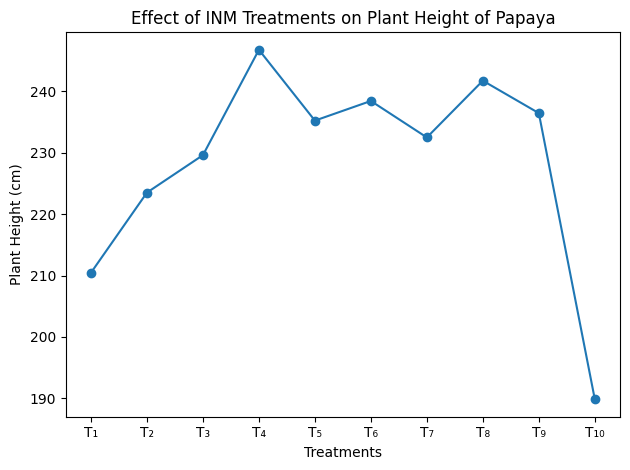 Effect of INM Treatments on Plant Height of Papaya
Plant Height (cm)
240
230
220
210
200
190
T₁ T₂ T₃ T₄ T₅ T₆ T₇ T₈ T₉ T₁₀
Treatments